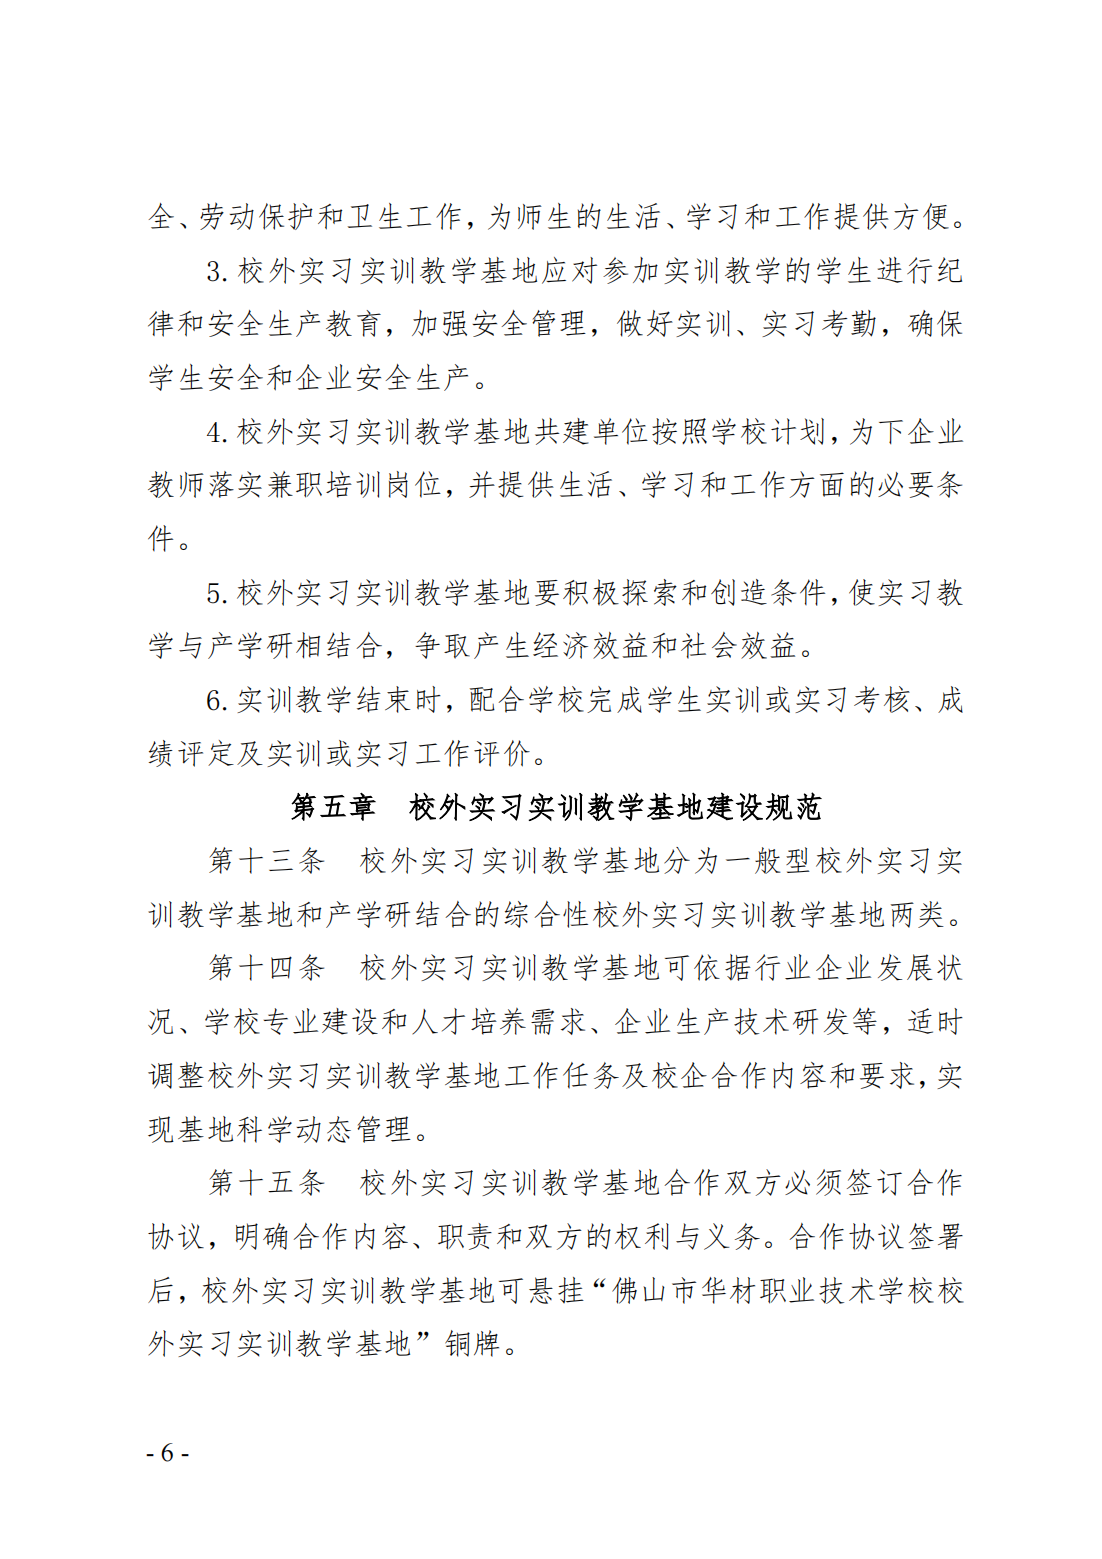 全、劳动保护和卫生工作，为师生的生活、学习和工作提供方便。
3.校外实习实训教学基地应对参加实训教学的学生进行纪
律和安全生产教育，加强安全管理，做好实训、实习考勤，确保
学生安全和企业安全生产。
4.校外实习实训教学基地共建单位按照学校计划，为下企业
教师落实兼职培训岗位，并提供生活、学习和工作方面的必要条
件。
5.校外实习实训教学基地要积极探索和创造条件，使实习教
学与产学研相结合，争取产生经济效益和社会效益。
6.实训教学结束时，配合学校完成学生实训或实习考核、成
绩评定及实训或实习工作评价。
第五章　校外实习实训教学基地建设规范
第十三条　校外实习实训教学基地分为一般型校外实习实
训教学基地和产学研结合的综合性校外实习实训教学基地两类。
第十四条　校外实习实训教学基地可依据行业企业发展状
况、学校专业建设和人才培养需求、企业生产技术研发等，适时
调整校外实习实训教学基地工作任务及校企合作内容和要求，实
现基地科学动态管理。
第十五条　校外实习实训教学基地合作双方必须签订合作
协议，明确合作内容、职责和双方的权利与义务。合作协议签署
后，校外实习实训教学基地可悬挂“佛山市华材职业技术学校校
外实习实训教学基地”铜牌。
- 6 -